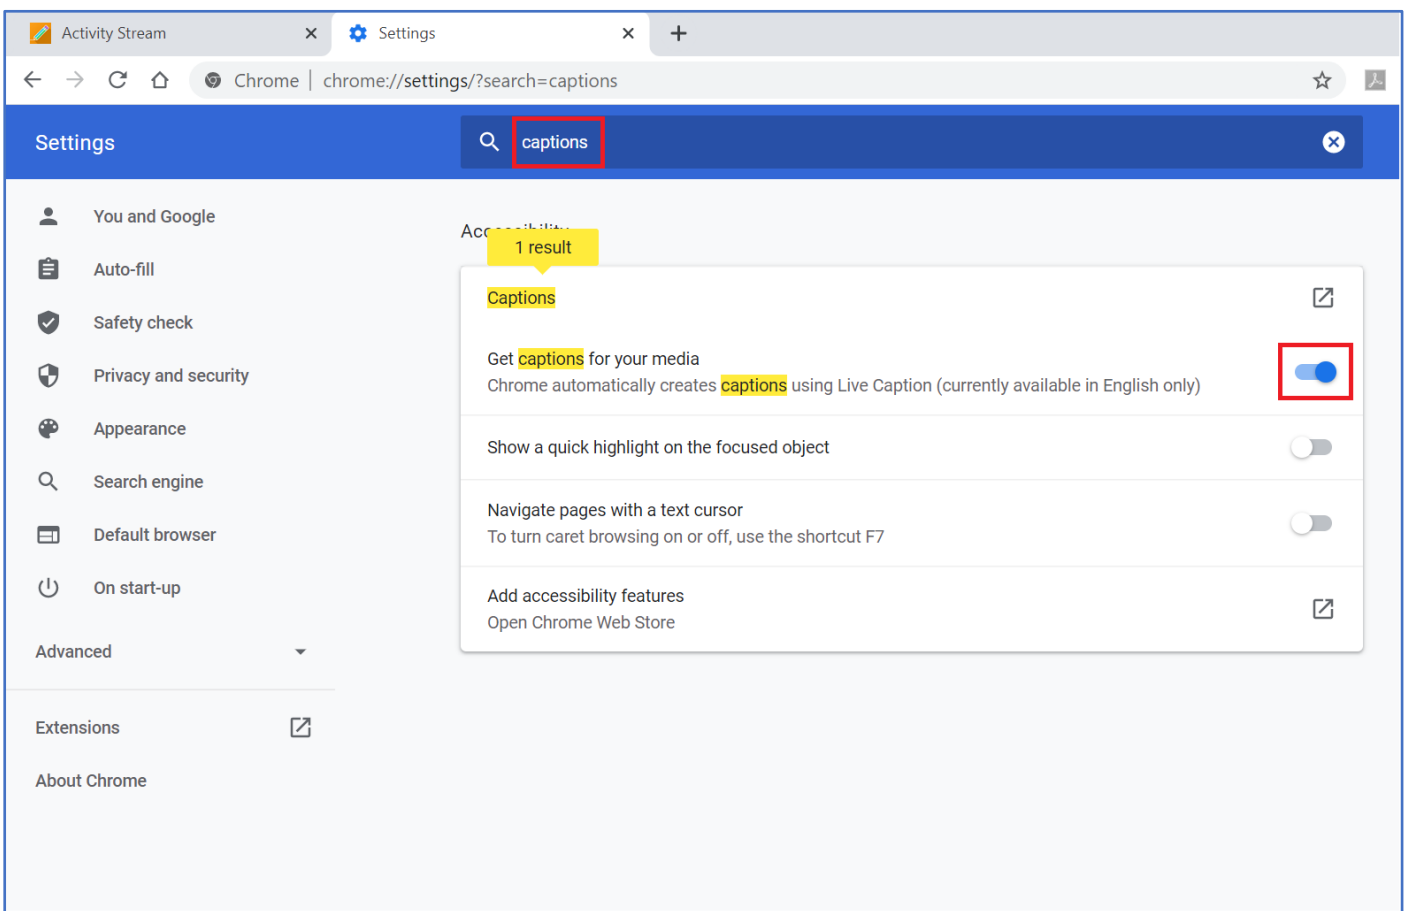 Activity Stream
Settings
Chrome | chrome://settings/?search=captions
Settings
captions
You and Google
Auto-fill
Safety check
Privacy and security
Appearance
Search engine
Default browser
On start-up
Advanced
Extensions
About Chrome
Accessibility
1 result
Captions
Get captions for your media
Chrome automatically creates captions using Live Caption (currently available in English only)
Show a quick highlight on the focused object
Navigate pages with a text cursor
To turn caret browsing on or off, use the shortcut F7
Add accessibility features
Open Chrome Web Store